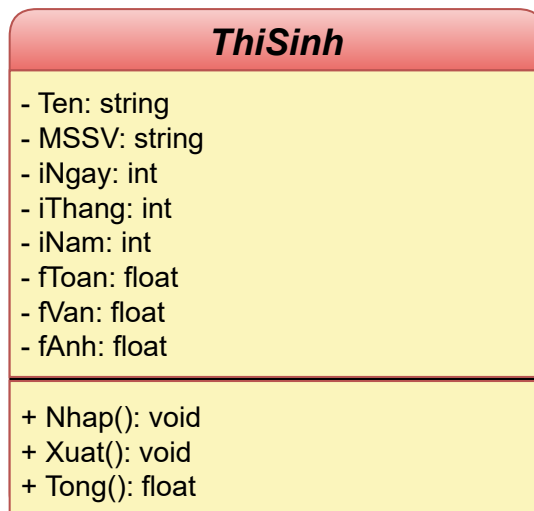 ThiSinh
- Ten: string
- MSSV: string
- iNgay: int
- iThang: int
- iNam: int
- fToan: float
- fVan: float
- fAnh: float
+ Nhap(): void
+ Xuat(): void
+ Tong(): float